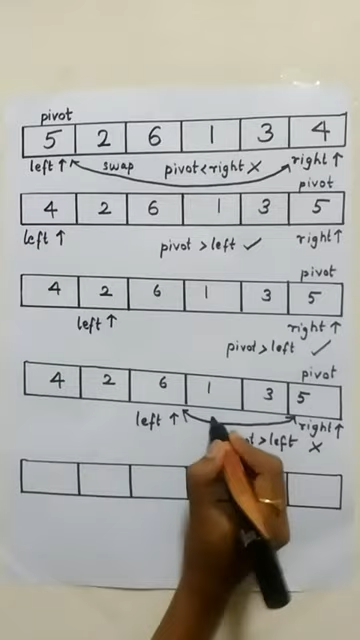 pivot
5 2 6 1 3 4
left ↑ swap pivot < right X right ↑
pivot
4 2 6 1 3 5
left ↑ pivot > left ✓ right ↑
pivot
4 2 6 1 3 5
left ↑ right ↑
pivot > left ✓
pivot
4 2 6 1 3 5
left ↑ right ↑
> left X